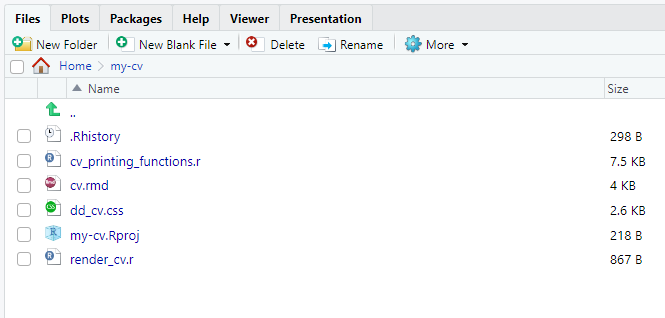 Files Plots Packages Help Viewer Presentation
New Folder New Blank File Delete Rename More
Home my-cv
Name Size
..
.Rhistory 298 B
cv_printing_functions.r 7.5 KB
cv.rmd 4 KB
dd_cv.css 2.6 KB
my-cv.Rproj 218 B
render_cv.r 867 B